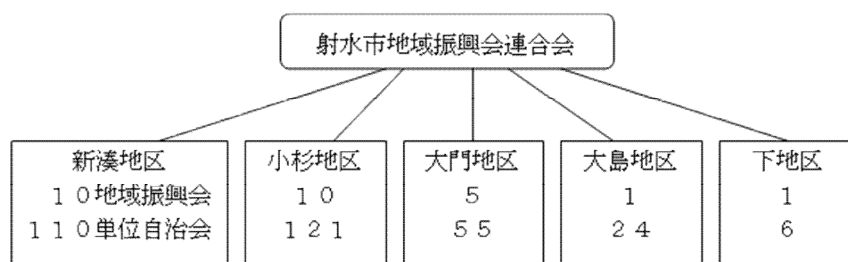 射水市地域振興会連合会
新湊地区
１０地域振興会
１１０単位自治会
小杉地区
１０
１２１
大門地区
５
５５
大島地区
１
２４
下地区
１
６